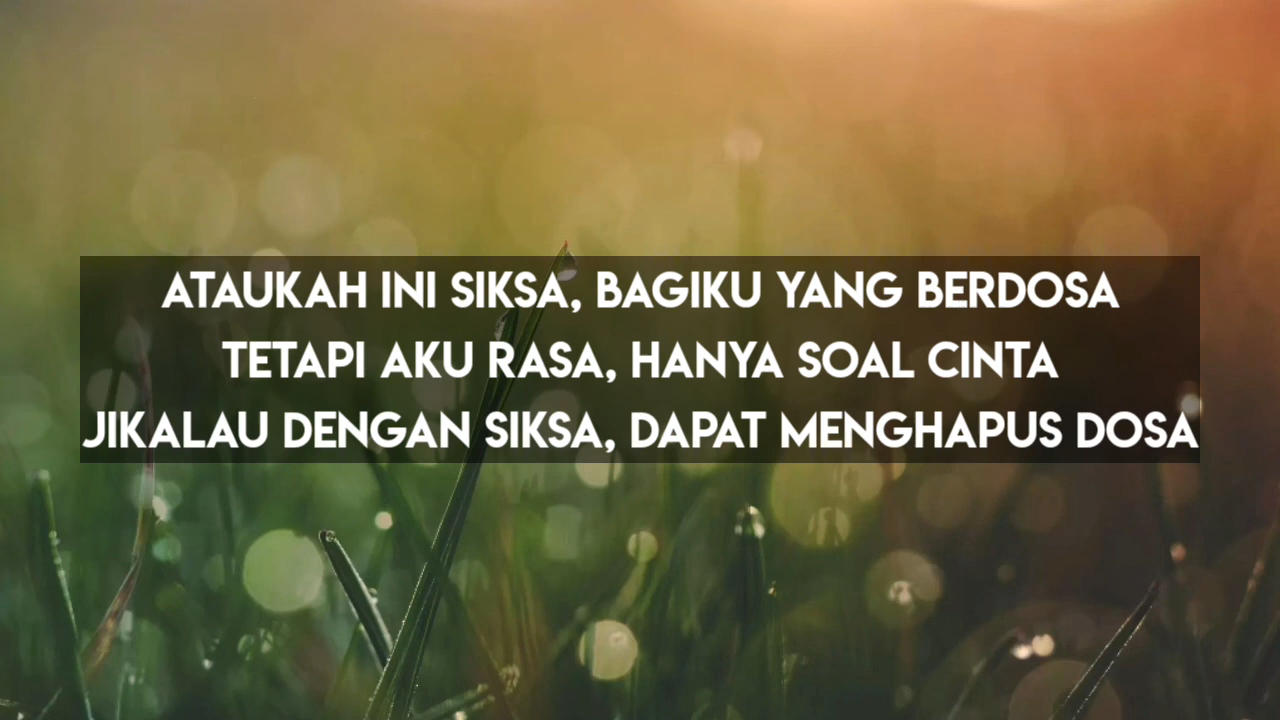 ATAUKAH INI SIKSA, BAGIKU YANG BERDOSA
TETAPI AKU RASA, HANYA SOAL CINTA
JIKALAU DENGAN SIKSA, DAPAT MENGHAPUS DOSA